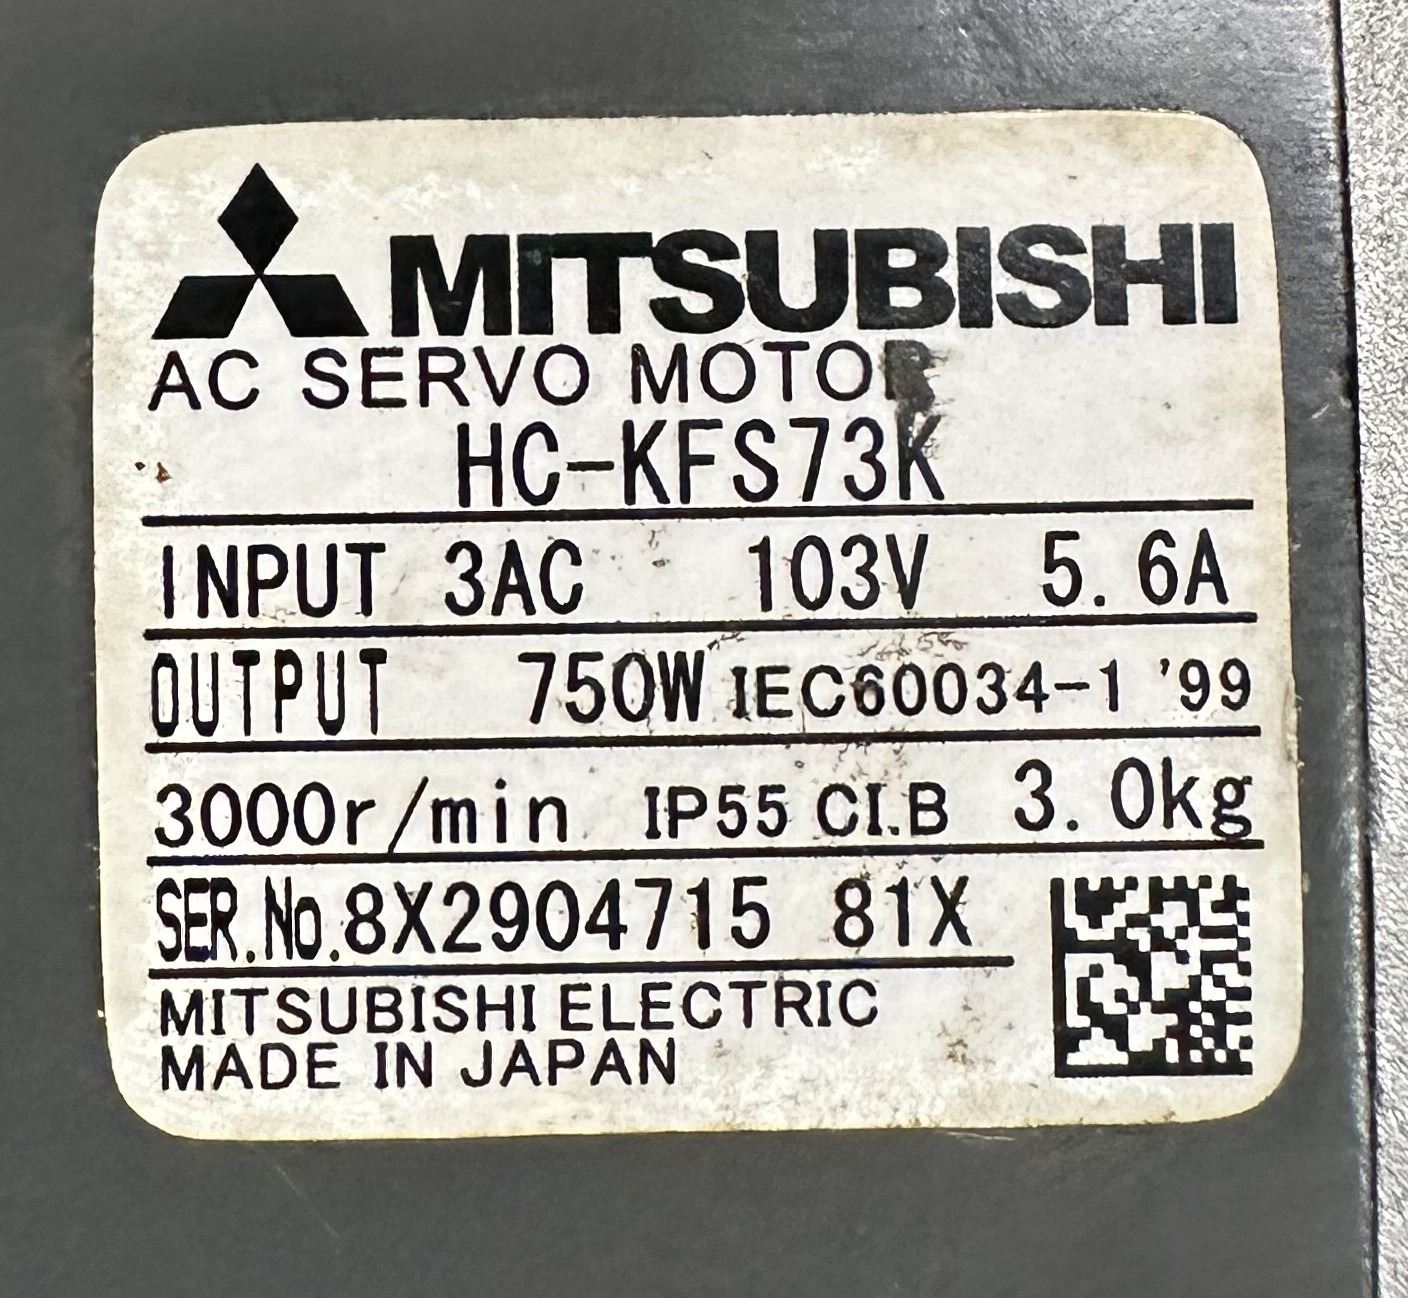 MITSUBISHI
AC SERVO MOTOR
HC-KFS73K
INPUT 3AC 103V 5.6A
OUTPUT 750W IEC60034-1 '99
3000r/min IP55 CI.B 3.0kg
SER.No.8X2904715 81X
MITSUBISHI ELECTRIC
MADE IN JAPAN